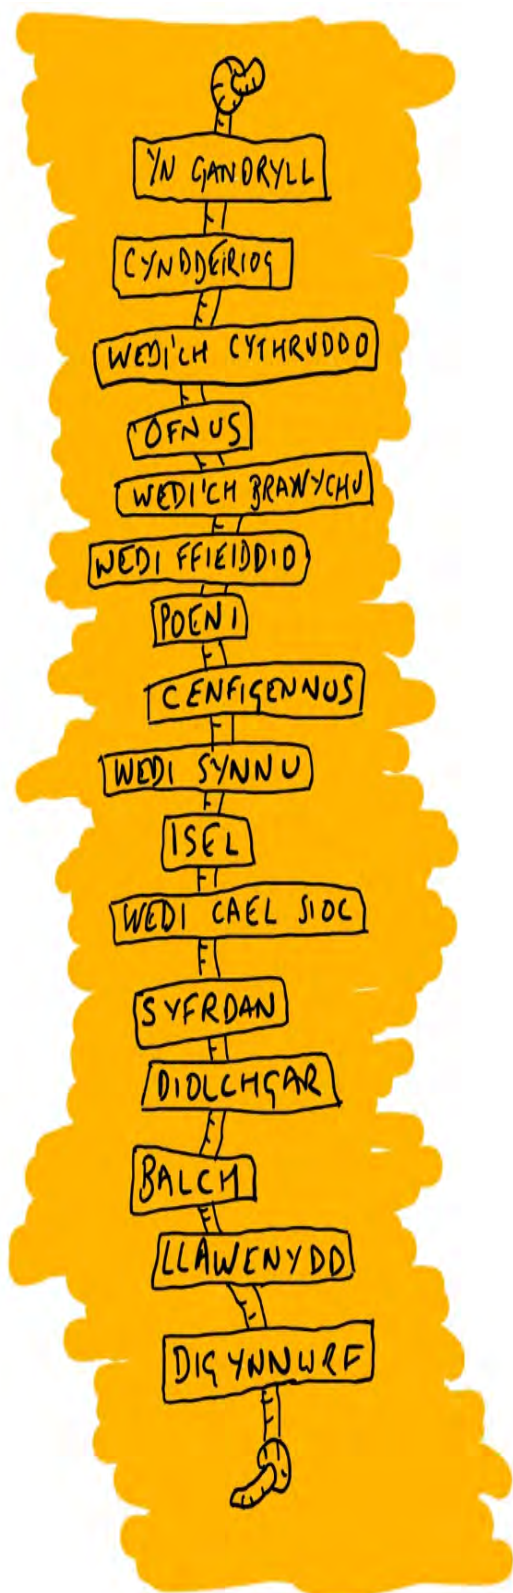 YN GANDRYLL
CYNDDEIRIOG
WEDI'CH CYTHRUDDO
OFNUS
WEDI'CH BRAWYCHU
WEDI FFIEIDDIO
POENI
CENFIGENNUS
WEDI SYNNU
ISEL
WEDI CAEL SIOC
SYFRDAN
DIOLCHGAR
BALCH
LLAWENYDD
DIGYNNWRF